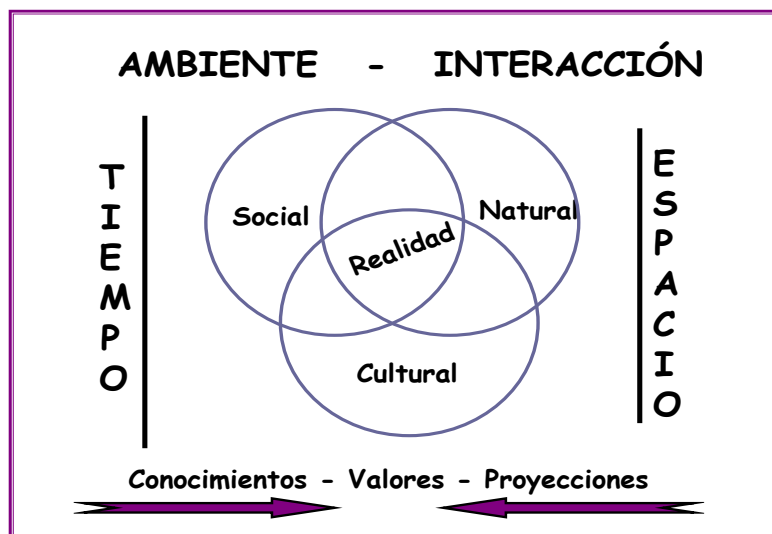 AMBIENTE - INTERACCIÓN
TIEMPO
Social
Natural
Realidad
Cultural
ESPACIO
Conocimientos - Valores - Proyecciones